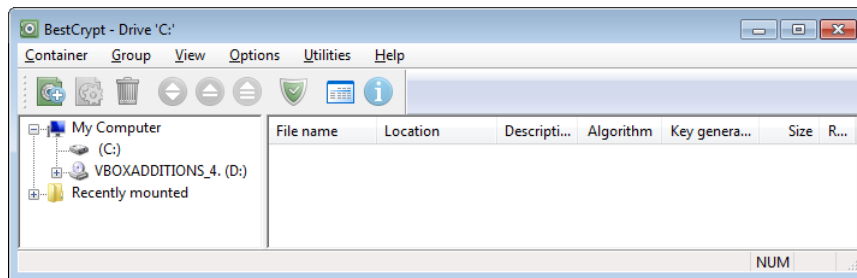 BestCrypt - Drive 'C:'
Container Group View Options Utilities Help
My Computer
(C:)
VBOXADDITIONS_4. (D:)
Recently mounted
File name Location Descripti... Algorithm Key genera... Size R...
NUM